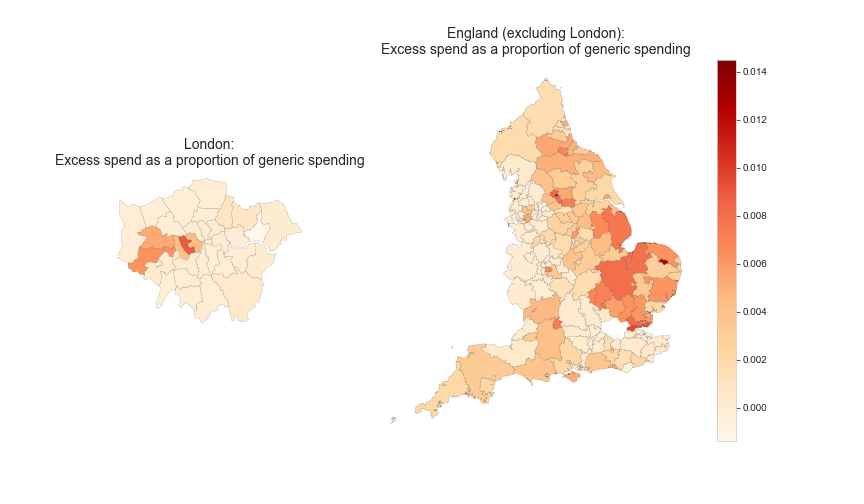 London:
Excess spend as a proportion of generic spending
England (excluding London):
Excess spend as a proportion of generic spending
0.014
0.012
0.010
0.008
0.006
0.004
0.002
0.000